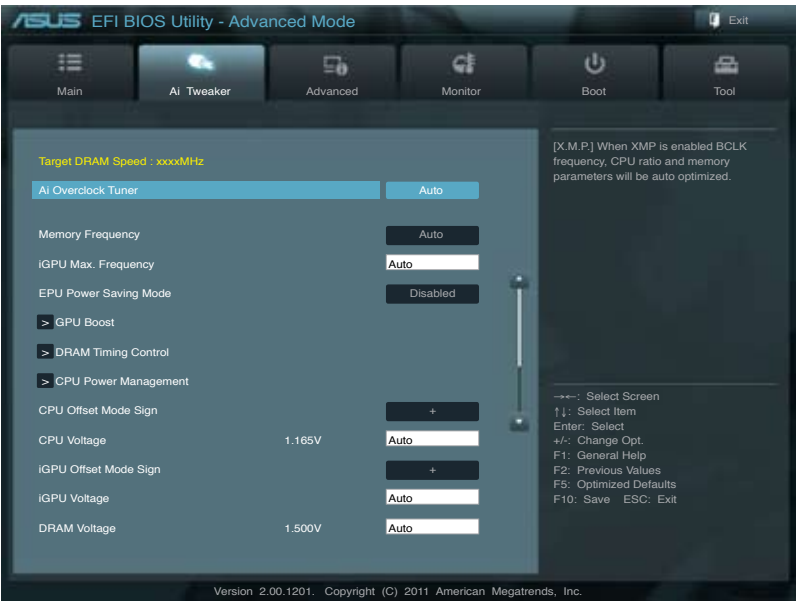 ASUS EFI BIOS Utility - Advanced Mode
Exit
Main
Ai Tweaker
Advanced
Monitor
Boot
Tool
Target DRAM Speed : xxxxMHz
Ai Overclock Tuner Auto
Memory Frequency Auto
iGPU Max. Frequency Auto
EPU Power Saving Mode Disabled
> GPU Boost
> DRAM Timing Control
> CPU Power Management
CPU Offset Mode Sign +
CPU Voltage 1.165V Auto
iGPU Offset Mode Sign +
iGPU Voltage Auto
DRAM Voltage 1.500V Auto
[X.M.P.] When XMP is enabled BCLK
frequency, CPU ratio and memory
parameters will be auto optimized.
→←: Select Screen
↑↓: Select Item
Enter: Select
+/-: Change Opt.
F1: General Help
F2: Previous Values
F5: Optimized Defaults
F10: Save ESC: Exit
Version 2.00.1201. Copyright (C) 2011 American Megatrends, Inc.